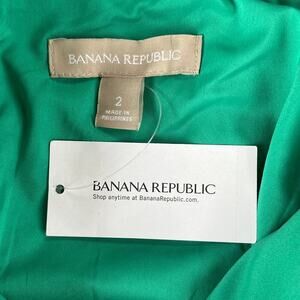 BANANA REPUBLIC
2
MADE IN
PHILIPPINES
BANANA REPUBLIC
Shop anytime at BananaRepublic.com.